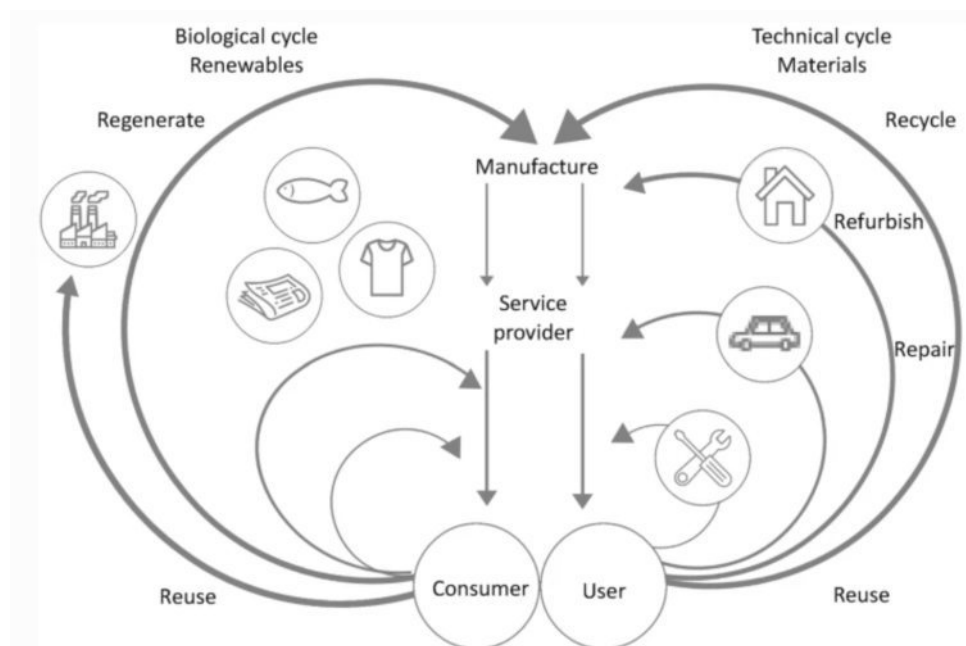 Biological cycle
Renewables
Technical cycle
Materials
Regenerate
Recycle
Manufacture
Refurbish
Service
provider
Repair
Consumer
User
Reuse
Reuse